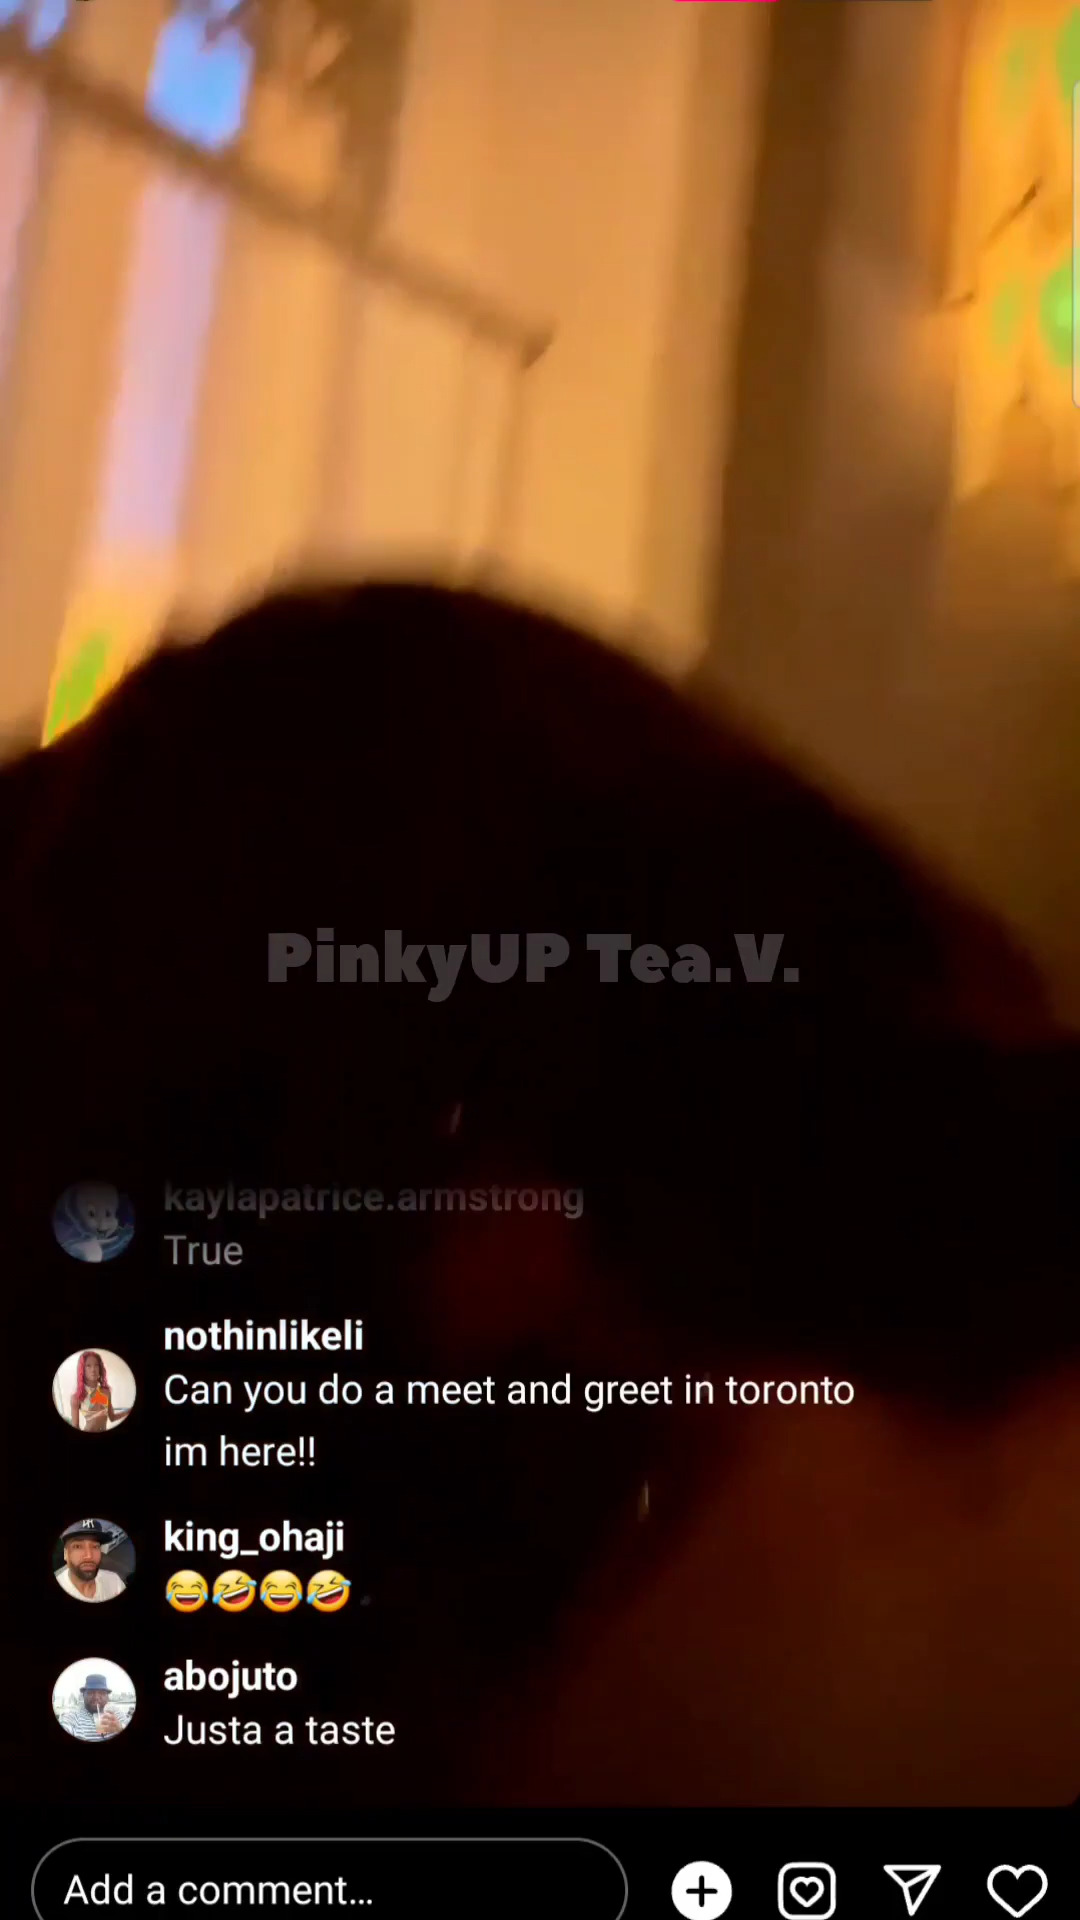 PinkyUP Tea.V.
kaylapatrice.armstrong
True
nothinlikeli
Can you do a meet and greet in toronto
im here!!
king_ohaji
😂🤣😂🤣
abojuto
Justa a taste
Add a comment...